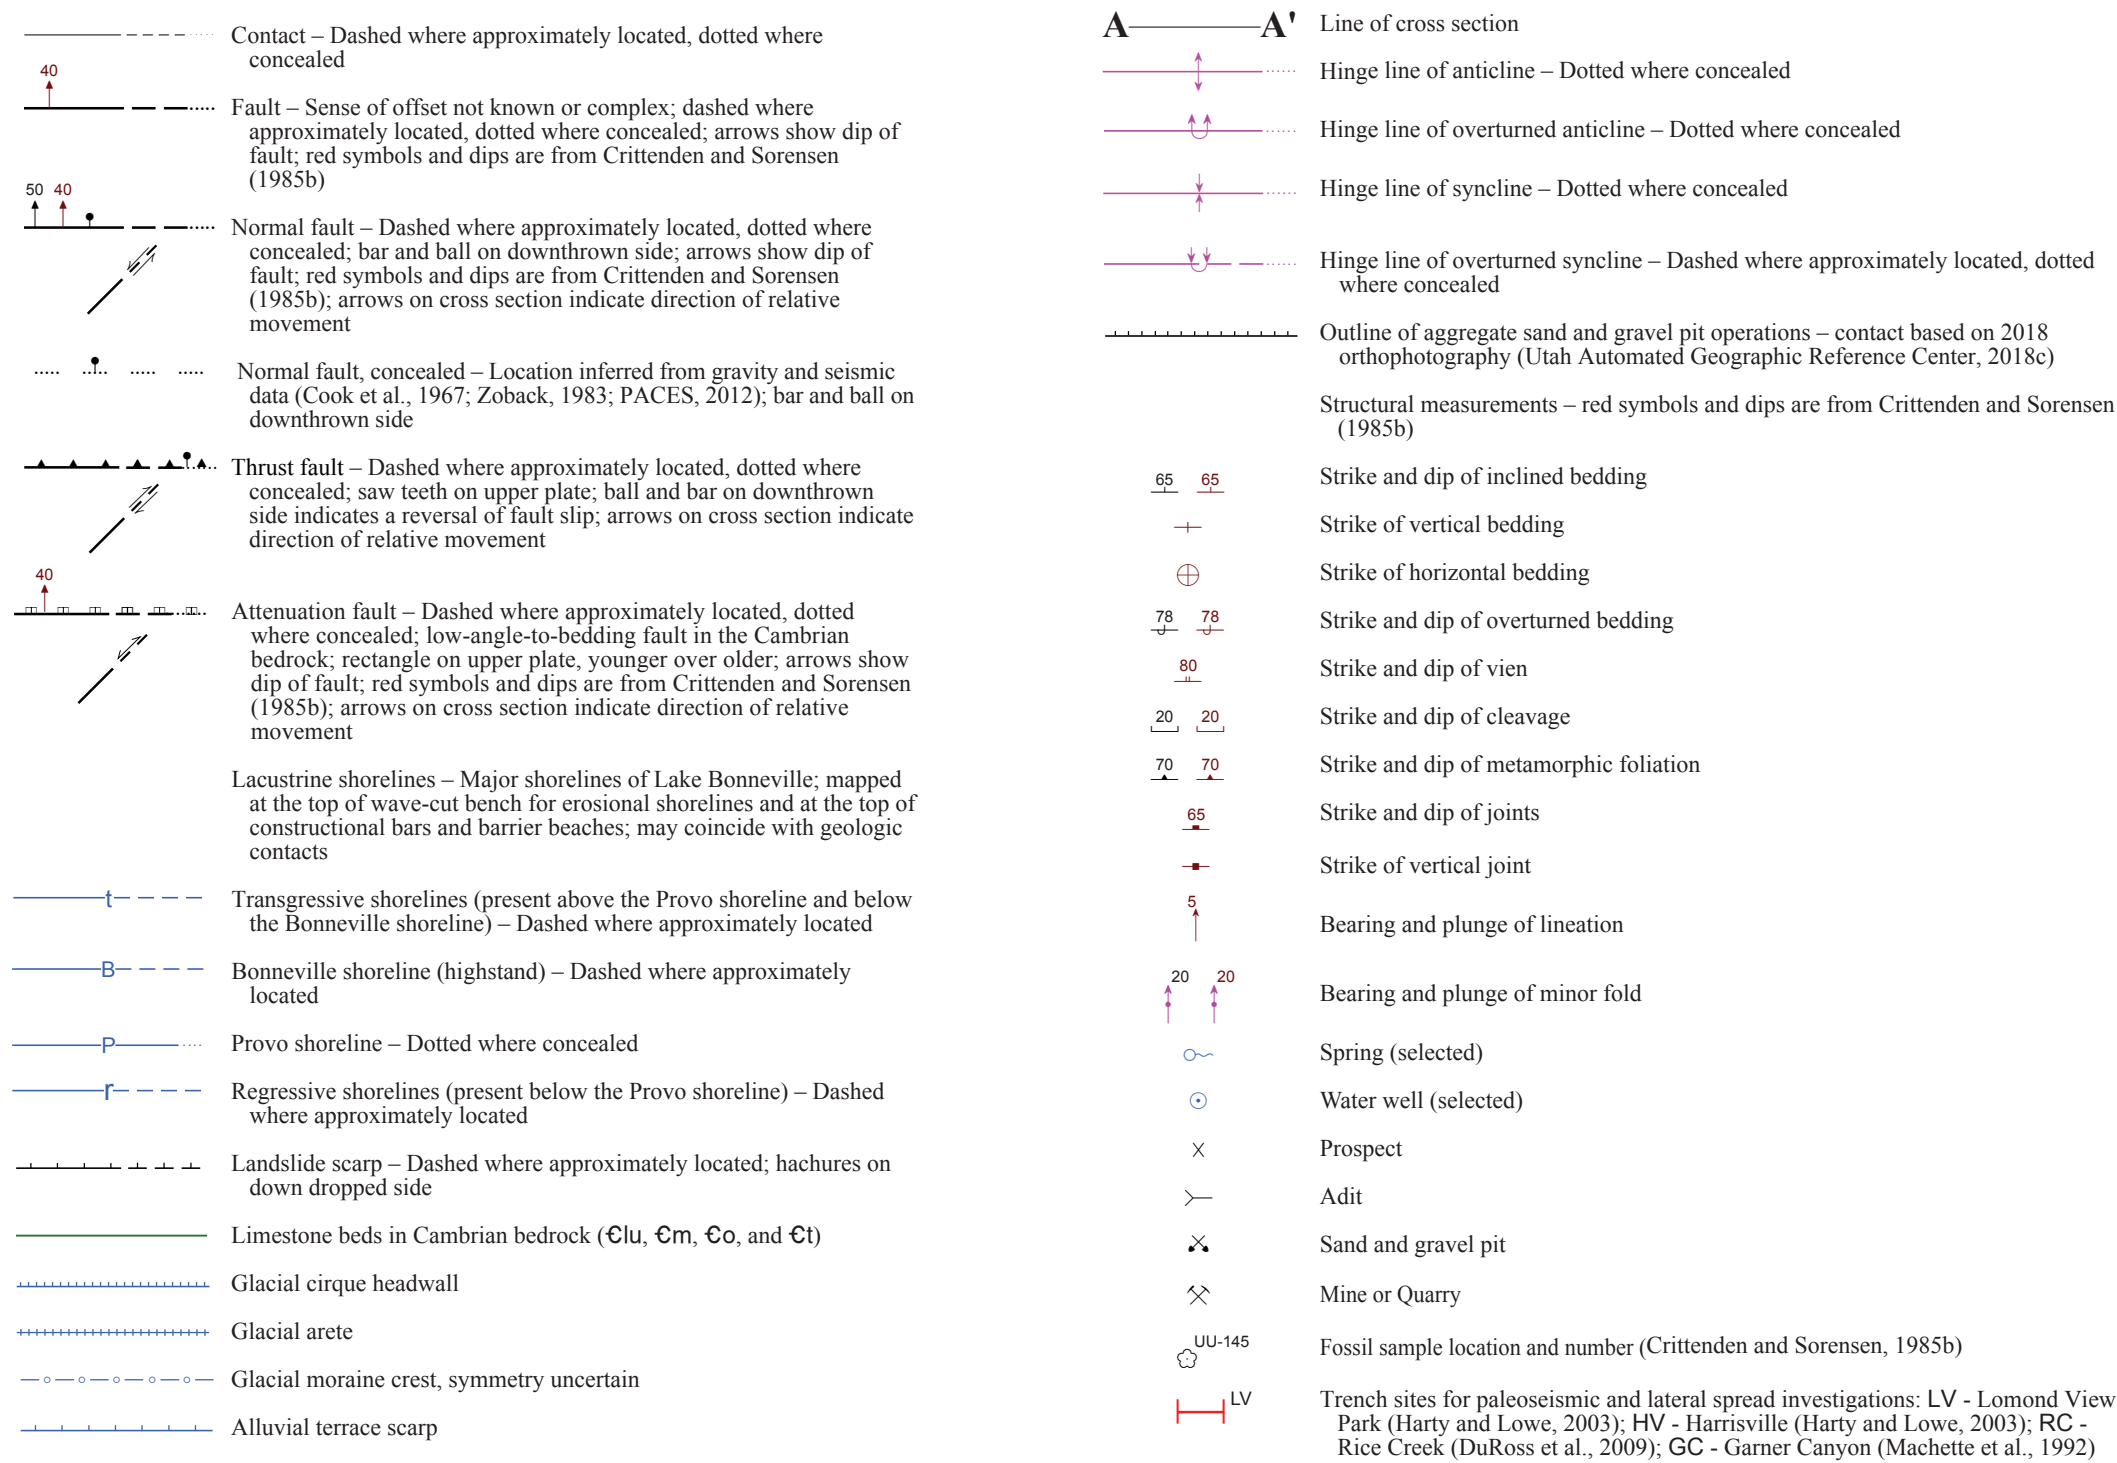 Contact – Dashed where approximately located, dotted where
concealed
40
Fault – Sense of offset not known or complex; dashed where
approximately located, dotted where concealed; arrows show dip of
fault; red symbols and dips are from Crittenden and Sorensen
(1985b)
50 40
Normal fault – Dashed where approximately located, dotted where
concealed; bar and ball on downthrown side; arrows show dip of
fault; red symbols and dips are from Crittenden and Sorensen
(1985b); arrows on cross section indicate direction of relative
movement
Normal fault, concealed – Location inferred from gravity and seismic
data (Cook et al., 1967; Zoback, 1983; PACES, 2012); bar and ball on
downthrown side
Thrust fault – Dashed where approximately located, dotted where
concealed; saw teeth on upper plate; ball and bar on downthrown
side indicates a reversal of fault slip; arrows on cross section indicate
direction of relative movement
40
Attenuation fault – Dashed where approximately located, dotted
where concealed; low-angle-to-bedding fault in the Cambrian
bedrock; rectangle on upper plate, younger over older; arrows show
dip of fault; red symbols and dips are from Crittenden and Sorensen
(1985b); arrows on cross section indicate direction of relative
movement
Lacustrine shorelines – Major shorelines of Lake Bonneville; mapped
at the top of wave-cut bench for erosional shorelines and at the top of
constructional bars and barrier beaches; may coincide with geologic
contacts
t Transgressive shorelines (present above the Provo shoreline and below
the Bonneville shoreline) – Dashed where approximately located
B Bonneville shoreline (highstand) – Dashed where approximately
located
P Provo shoreline – Dotted where concealed
r Regressive shorelines (present below the Provo shoreline) – Dashed
where approximately located
Landslide scarp – Dashed where approximately located; hachures on
down dropped side
Limestone beds in Cambrian bedrock (Єlu, Єm, Єo, and Єt)
Glacial cirque headwall
Glacial arete
Glacial moraine crest, symmetry uncertain
Alluvial terrace scarp
A A' Line of cross section
Hinge line of anticline – Dotted where concealed
Hinge line of overturned anticline – Dotted where concealed
Hinge line of syncline – Dotted where concealed
Hinge line of overturned syncline – Dashed where approximately located, dotted
where concealed
Outline of aggregate sand and gravel pit operations – contact based on 2018
orthophotography (Utah Automated Geographic Reference Center, 2018c)
Structural measurements – red symbols and dips are from Crittenden and Sorensen
(1985b)
65 65 Strike and dip of inclined bedding
Strike of vertical bedding
Strike of horizontal bedding
78 78 Strike and dip of overturned bedding
80 Strike and dip of vien
20 20 Strike and dip of cleavage
70 70 Strike and dip of metamorphic foliation
65 Strike and dip of joints
Strike of vertical joint
5 Bearing and plunge of lineation
20 20 Bearing and plunge of minor fold
Spring (selected)
Water well (selected)
Prospect
Adit
Sand and gravel pit
Mine or Quarry
UU-145 Fossil sample location and number (Crittenden and Sorensen, 1985b)
LV Trench sites for paleoseismic and lateral spread investigations: LV - Lomond View
Park (Harty and Lowe, 2003); HV - Harrisville (Harty and Lowe, 2003); RC -
Rice Creek (DuRoss et al., 2009); GC - Garner Canyon (Machette et al., 1992)